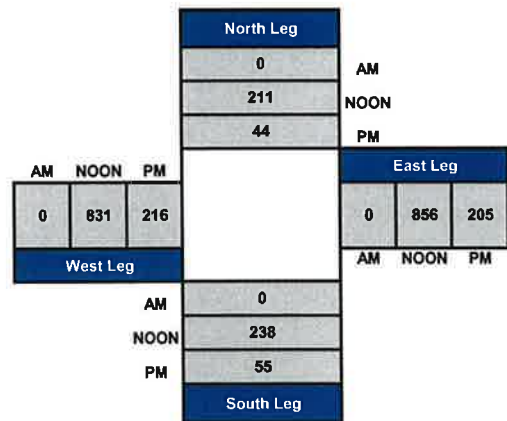 North Leg
0 AM
211 NOON
44 PM
AM NOON PM
East Leg
0 831 216
0 856 205
West Leg
AM NOON PM
AM 0
NOON 238
PM 55
South Leg